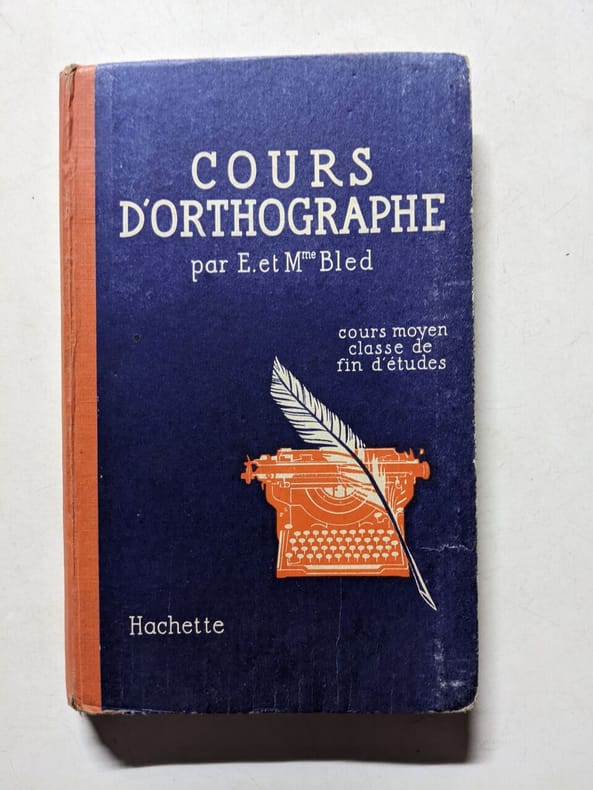 COURS
D'ORTHOGRAPHE
par E. et Mme Bled
cours moyen
classe de
fin d'études
Hachette